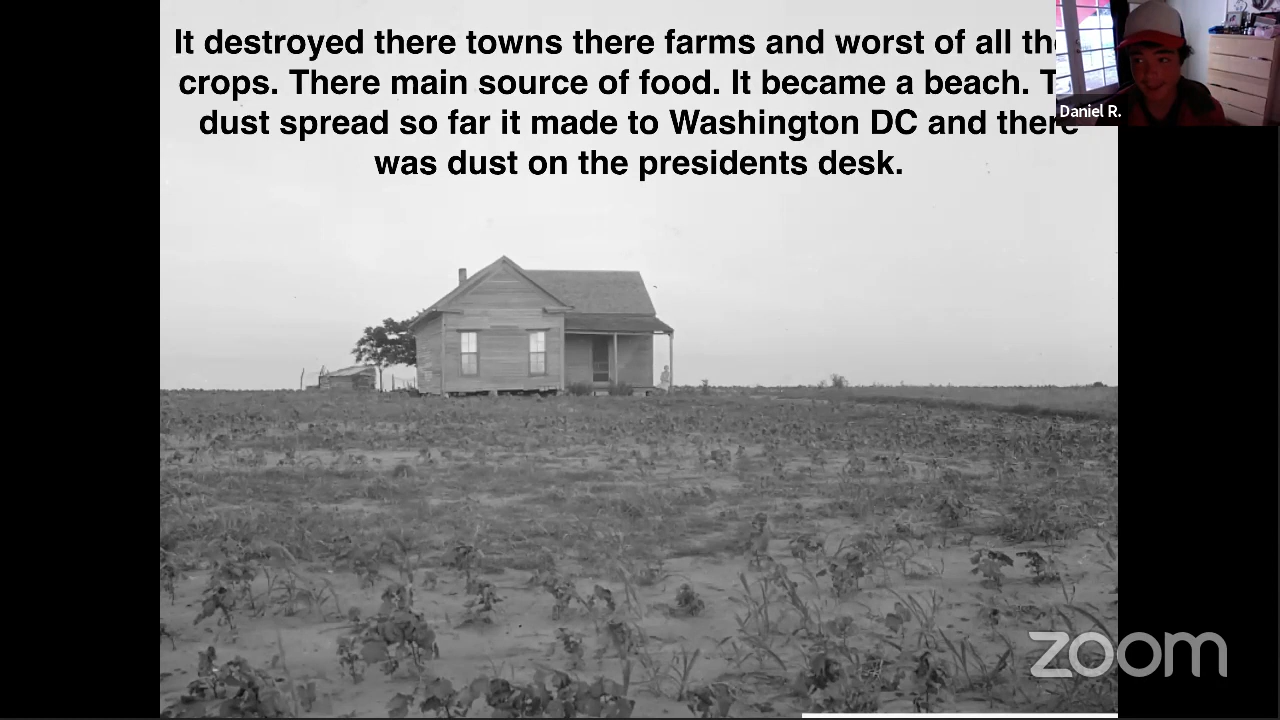 It destroyed there towns there farms and worst of all
crops. There main source of food. It became a beach.
dust spread so far it made to Washington DC and there
was dust on the presidents desk.
Daniel R.
zoom